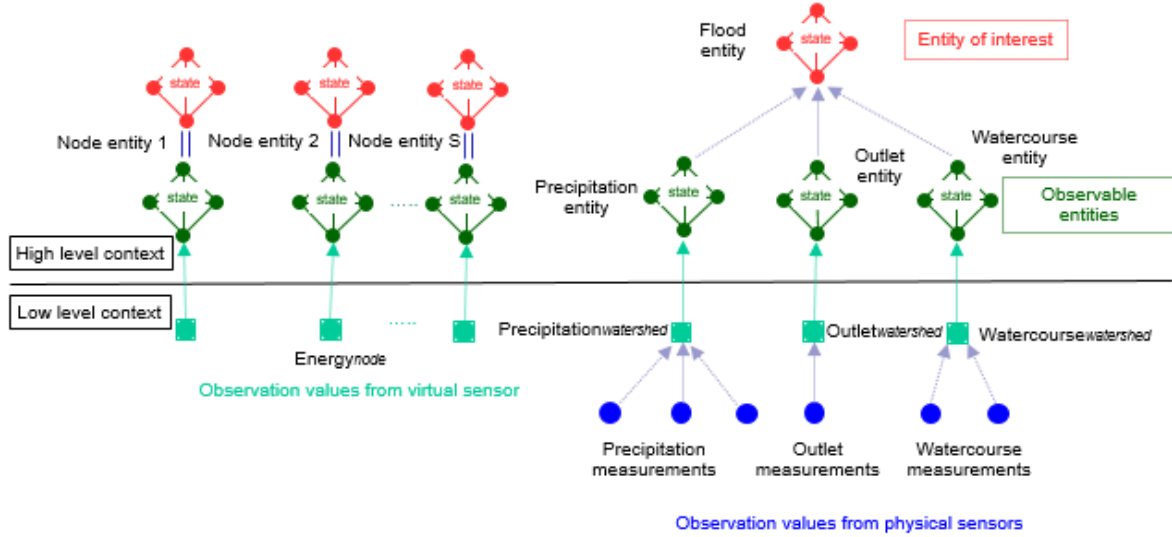 Flood
entity
state
Entity of interest
state
state
state
Node entity 1
Node entity 2
Node entity S
Watercourse
entity
Outlet
entity
Precipitation
entity
state
state
.....
state
state
state
state
Observable
entities
High level context
Low level context
.....
Precipitationwatershed
Outletwatershed
Watercoursewatershed
Energynode
Observation values from virtual sensor
Precipitation
measurements
Outlet
measurements
Watercourse
measurements
Observation values from physical sensors